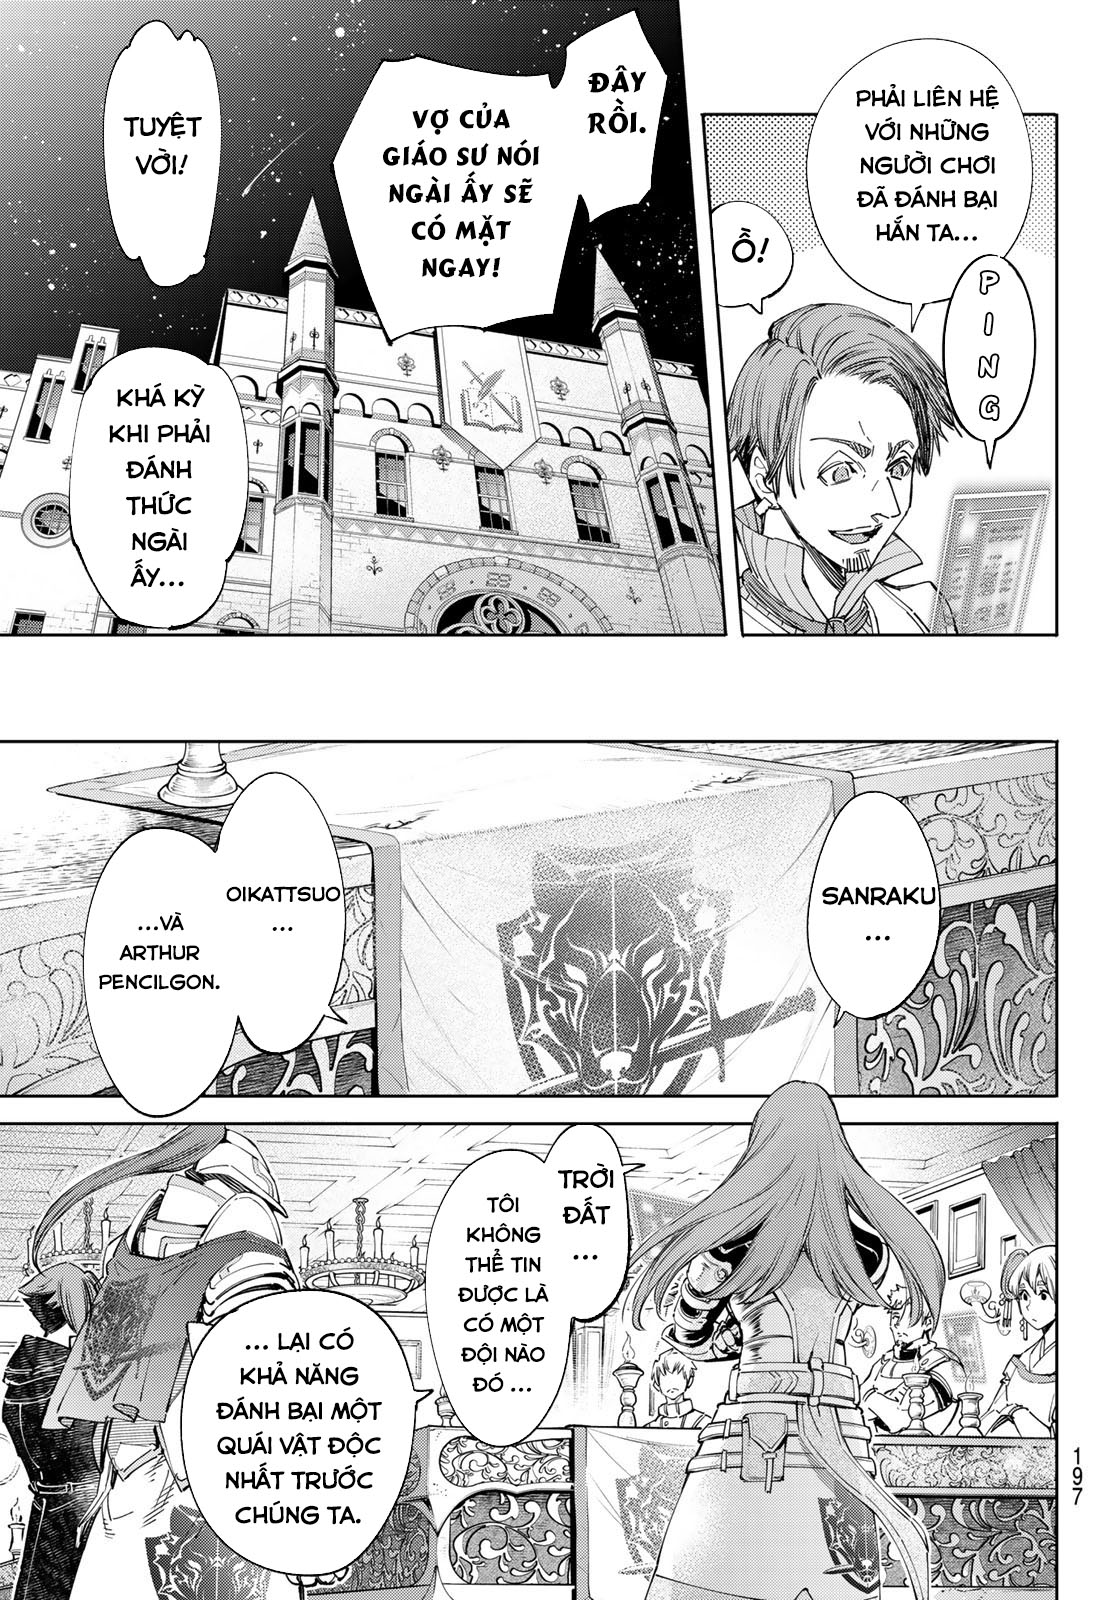 PHẢI LIÊN HỆ
VỚI NHỮNG
NGƯỜI CHƠI
ĐÃ ĐÁNH BẠI
HẮN TA...
PING
Ồ!
ĐÂY
RỒI.
VỢ CỦA
GIÁO SƯ NÓI
NGÀI ẤY SẼ
CÓ MẶT
NGAY!
TUYỆT
VỜI!
KHÁ KỲ
KHI PHẢI
ĐÁNH
THỨC
NGÀI
ẤY...
SANRAKU
...
OIKATTSUO
...
...VÀ
ARTHUR
PENCILGON.
TRỜI
ĐẤT
...
TÔI
KHÔNG
THỂ TIN
ĐƯỢC LÀ
CÓ MỘT
ĐỘI NÀO
ĐÓ ...
... LẠI CÓ
KHẢ NĂNG
ĐÁNH BẠI MỘT
QUÁI VẬT ĐỘC
NHẤT TRƯỚC
CHÚNG TA.
197